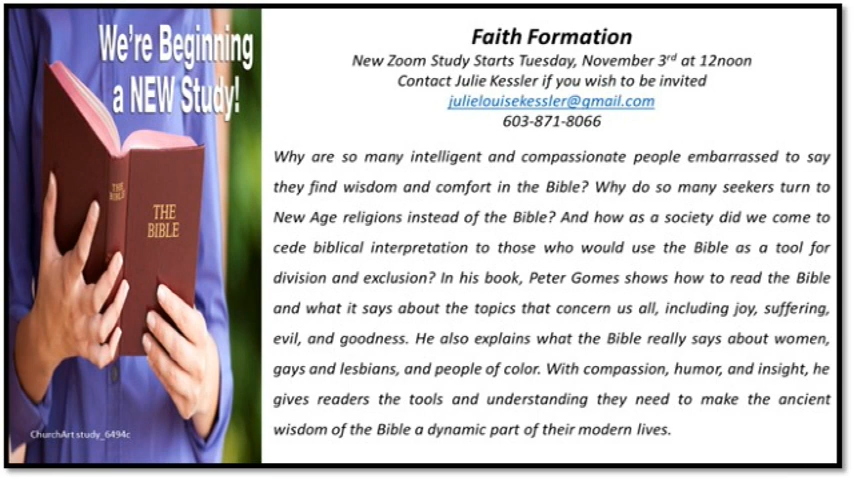 We're Beginning
a NEW Study!
THE
BIBLE
THE
BIBLE
ChurchArt study_6494c
Faith Formation
New Zoom Study Starts Tuesday, November 3rd at 12noon
Contact Julie Kessler if you wish to be invited
julielouisekessler@gmail.com
603-871-8066
Why are so many intelligent and compassionate people embarrassed to say
they find wisdom and comfort in the Bible? Why do so many seekers turn to
New Age religions instead of the Bible? And how as a society did we come to
cede biblical interpretation to those who would use the Bible as a tool for
division and exclusion? In his book, Peter Gomes shows how to read the Bible
and what it says about the topics that concern us all, including joy, suffering,
evil, and goodness. He also explains what the Bible really says about women,
gays and lesbians, and people of color. With compassion, humor, and insight, he
gives readers the tools and understanding they need to make the ancient
wisdom of the Bible a dynamic part of their modern lives.